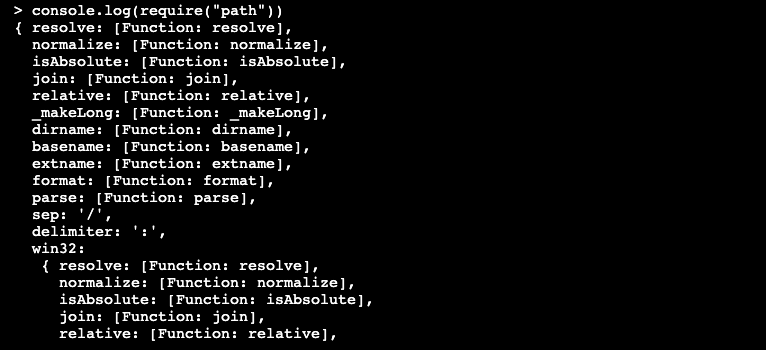 > console.log(require("path"))
{ resolve: [Function: resolve],
normalize: [Function: normalize],
isAbsolute: [Function: isAbsolute],
join: [Function: join],
relative: [Function: relative],
_makeLong: [Function: _makeLong],
dirname: [Function: dirname],
basename: [Function: basename],
extname: [Function: extname],
format: [Function: format],
parse: [Function: parse],
sep: '/',
delimiter: ':',
win32:
{ resolve: [Function: resolve],
normalize: [Function: normalize],
isAbsolute: [Function: isAbsolute],
join: [Function: join],
relative: [Function: relative],